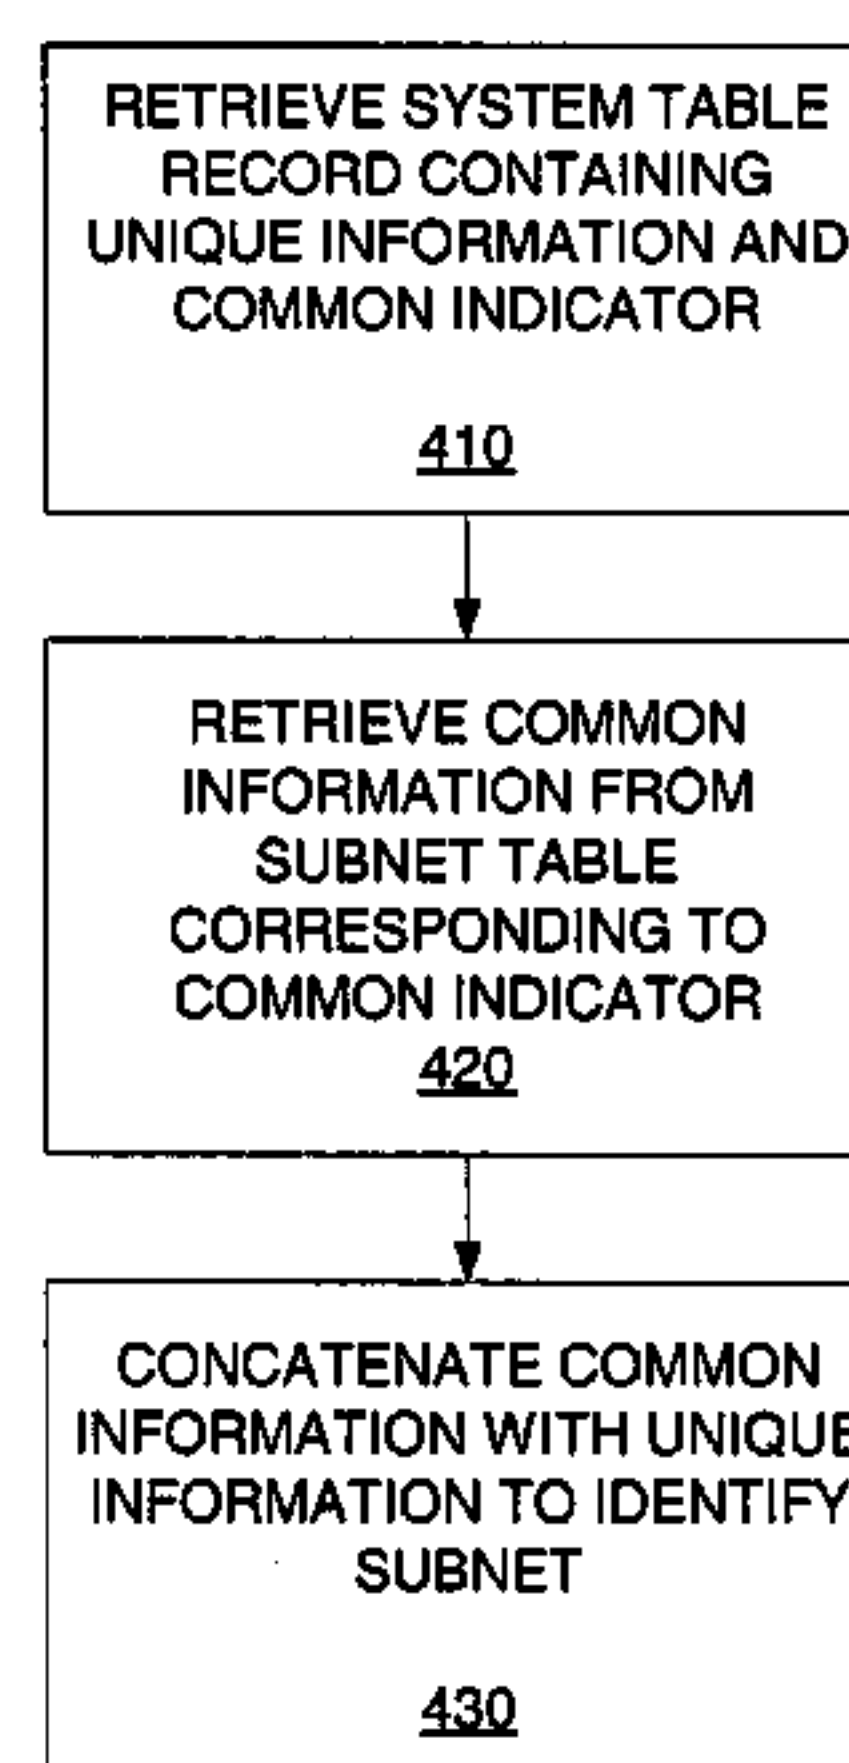 RETRIEVE SYSTEM TABLE
RECORD CONTAINING
UNIQUE INFORMATION AND
COMMON INDICATOR
410
RETRIEVE COMMON
INFORMATION FROM
SUBNET TABLE
CORRESPONDING TO
COMMON INDICATOR
420
CONCATENATE COMMON
INFORMATION WITH UNIQUE
INFORMATION TO IDENTIFY
SUBNET
430